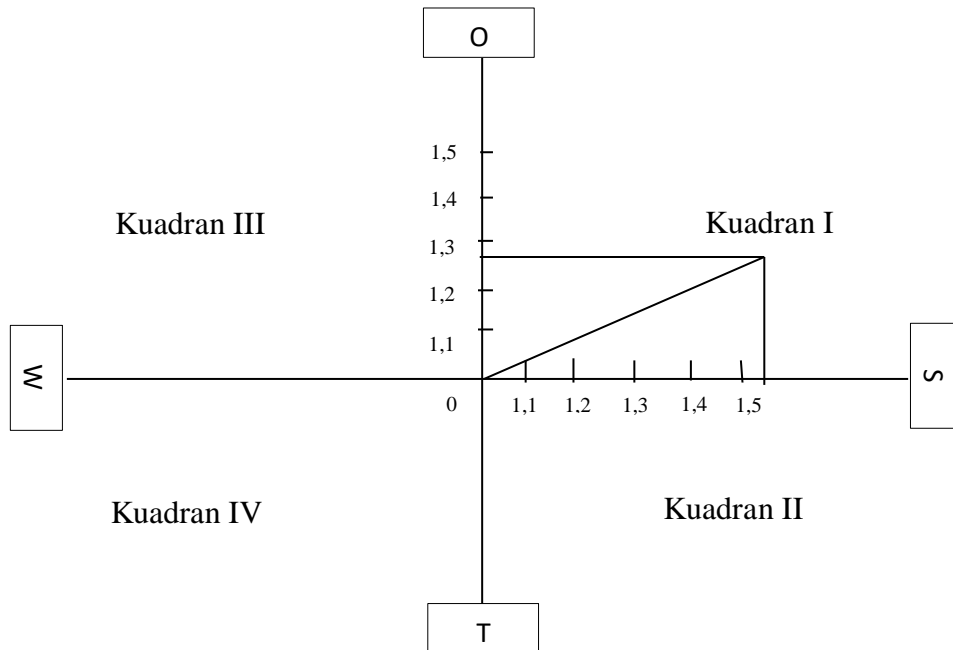 O
1,5
1,4
Kuadran III
Kuadran I
1,3
1,2
1,1
W
S
0
1,1
1,2
1,3
1,4
1,5
Kuadran IV
Kuadran II
T